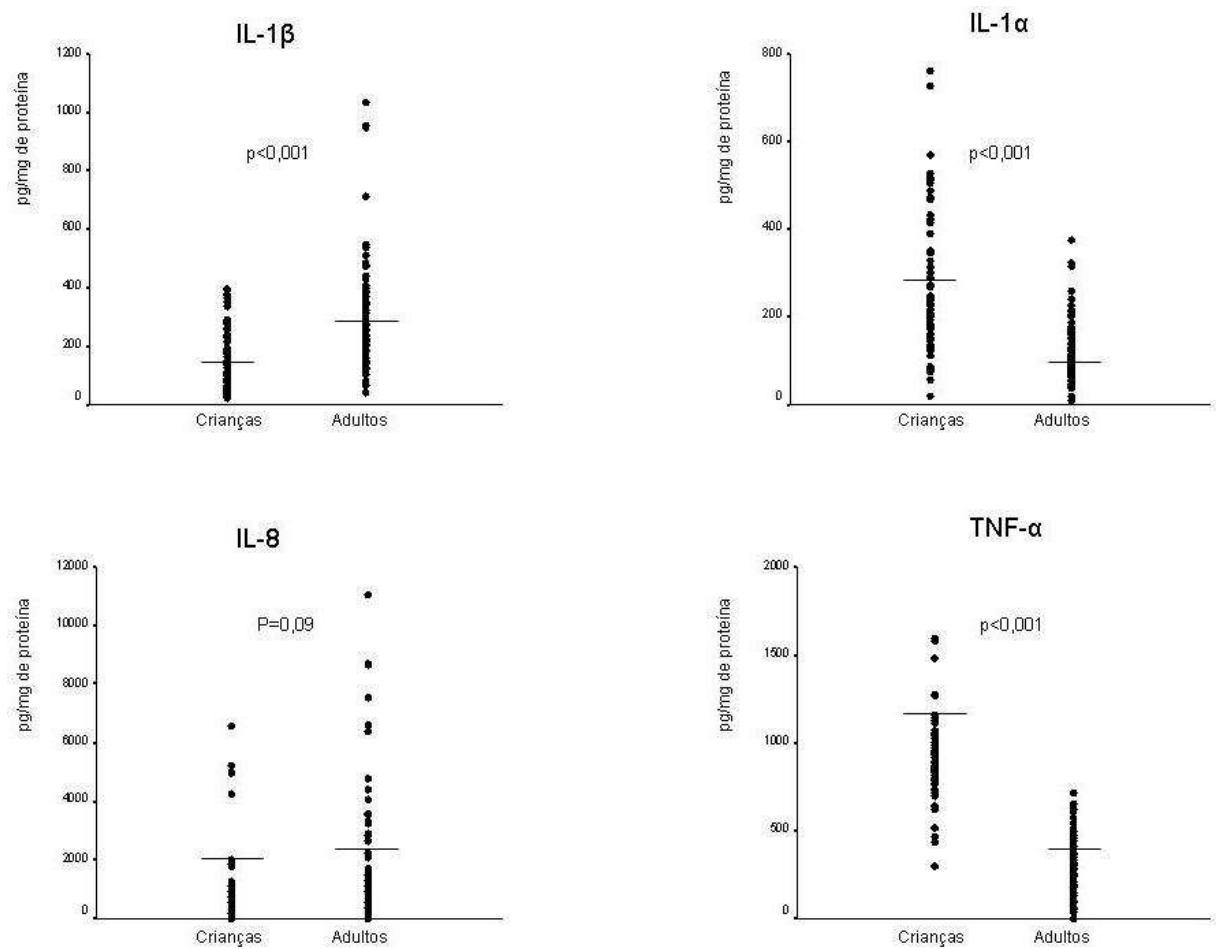 IL-1β
pg/mg de proteína
1200
1000
800
600
400
200
0
p<0,001
Crianças Adultos
IL-1α
pg/mg de proteína
800
600
400
200
0
p<0,001
Crianças Adultos
IL-8
pg/mg de proteína
12000
10000
8000
6000
4000
2000
0
P=0,09
Crianças Adultos
TNF-α
pg/mg de proteína
2000
1500
1000
500
0
p<0,001
Crianças Adultos